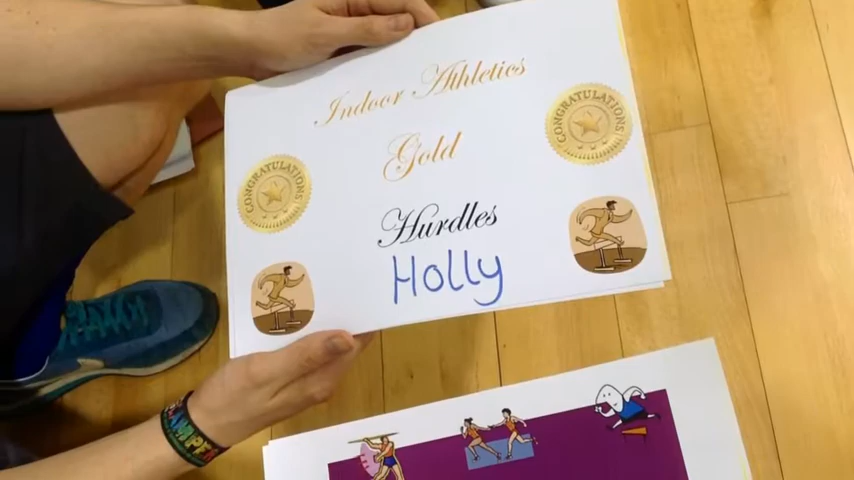 Indoor Athletics
CONGRATULATIONS
Gold
CONGRATULATIONS
Hurdles
Holly